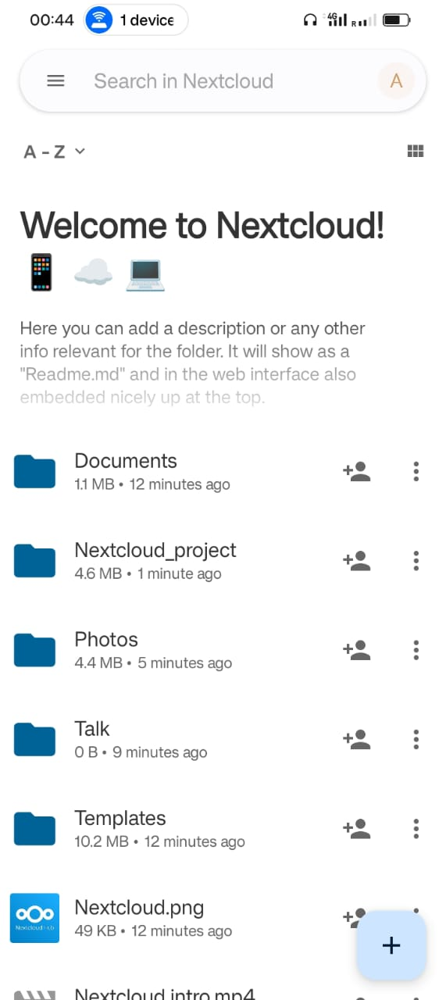 00:44
1 device
4G
R
Search in Nextcloud
A
A - Z
Welcome to Nextcloud!
Here you can add a description or any other
info relevant for the folder. It will show as a
"Readme.md" and in the web interface also
embedded nicely up at the top.
Documents
1.1 MB • 12 minutes ago
Nextcloud_project
4.6 MB • 1 minute ago
Photos
4.4 MB • 5 minutes ago
Talk
0 B • 9 minutes ago
Templates
10.2 MB • 12 minutes ago
Nextcloud.png
49 KB • 12 minutes ago
Nextcloud intro.mp4